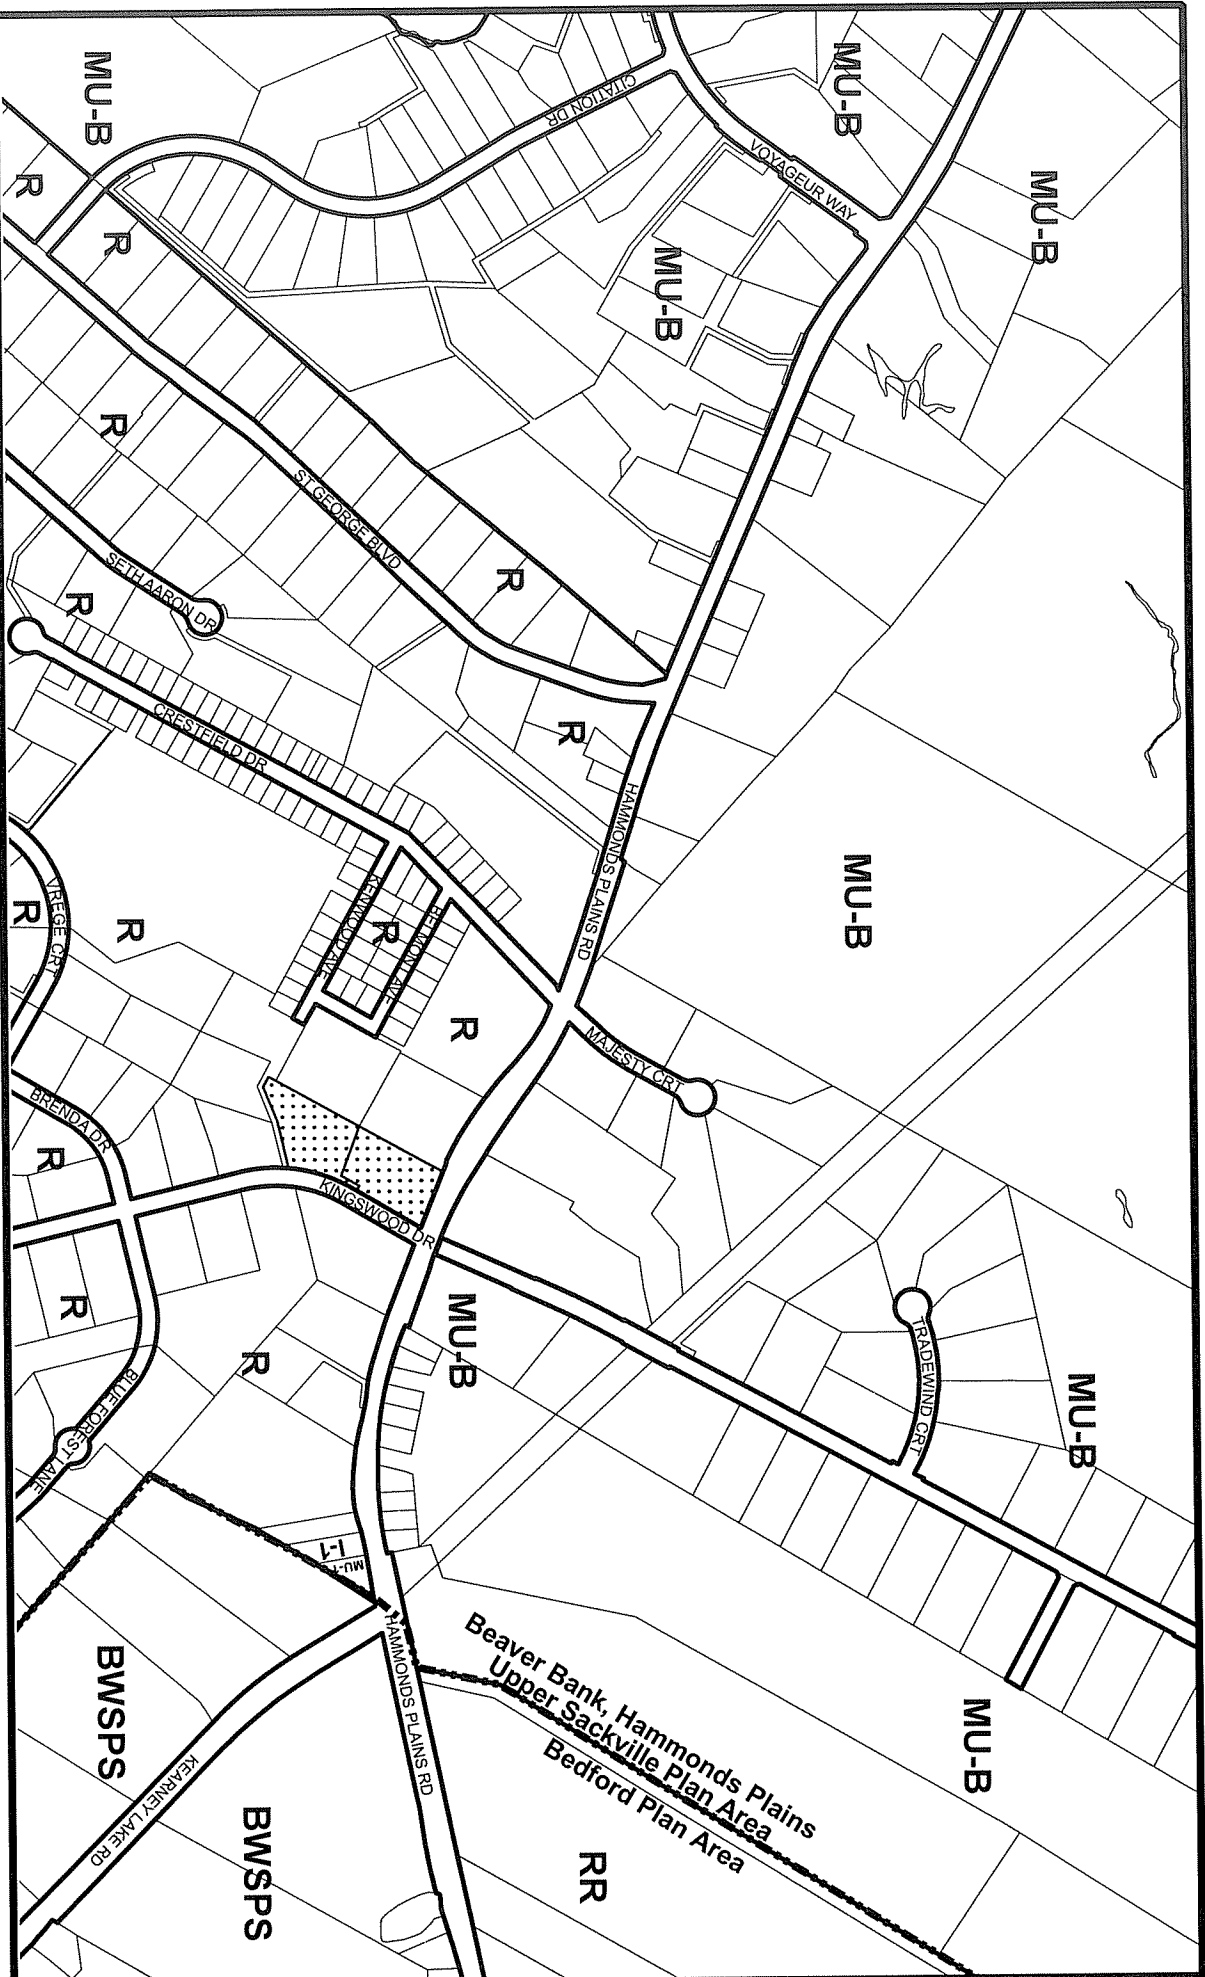 MU-B
MU-B
MU-B
MU-B
MU-B
MU-B
MU-B
MU-B
CITATION DR
VOYAGEUR WAY
R
R
R
R
R
R
ST GEORGE BLVD
SETH AARON DR
CRESTFIELD DR
HAMMONDS PLAINS RD
KENWOOD AVE
BELMONT AVE
R
R
R
R
VREGE CRT
MAJESTY CRT
BRENDA DR
R
KINGSWOOD DR
R
R
BLUE FOREST LANE
TRADEWIND CRT
I-1
MU-1
HAMMONDS PLAINS RD
KEARNEY LAKE RD
BWSPS
BWSPS
Beaver Bank, Hammonds Plains
Upper Sackville Plan Area
Bedford Plan Area
RR